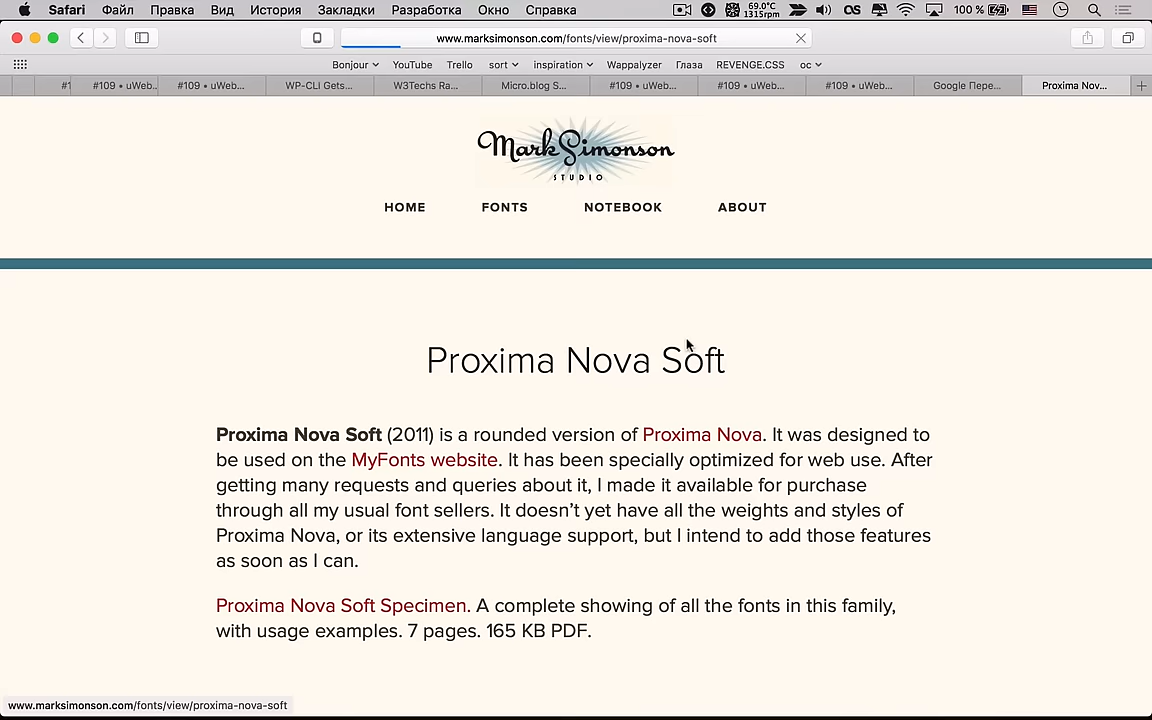 Safari Файл Правка Вид История Закладки Разработка Окно Справка 69.0°C 1315rpm 100 %
www.marksimonson.com/fonts/view/proxima-nova-soft
Bonjour YouTube Trello sort inspiration Wappalyzer Глаза REVENGE.CSS ос
#1 #109 • uWeb.. #109 • uWeb... WP-CLI Gets... W3Techs Ra... Micro.blog S... #109 • uWeb... #109 • uWeb... #109 • uWeb... Google Пере... Proxima Nov...
Mark Simonson
STUDIO
HOME FONTS NOTEBOOK ABOUT
Proxima Nova Soft
Proxima Nova Soft (2011) is a rounded version of Proxima Nova. It was designed to
be used on the MyFonts website. It has been specially optimized for web use. After
getting many requests and queries about it, I made it available for purchase
through all my usual font sellers. It doesn’t yet have all the weights and styles of
Proxima Nova, or its extensive language support, but I intend to add those features
as soon as I can.
Proxima Nova Soft Specimen. A complete showing of all the fonts in this family,
with usage examples. 7 pages. 165 KB PDF.
www.marksimonson.com/fonts/view/proxima-nova-soft